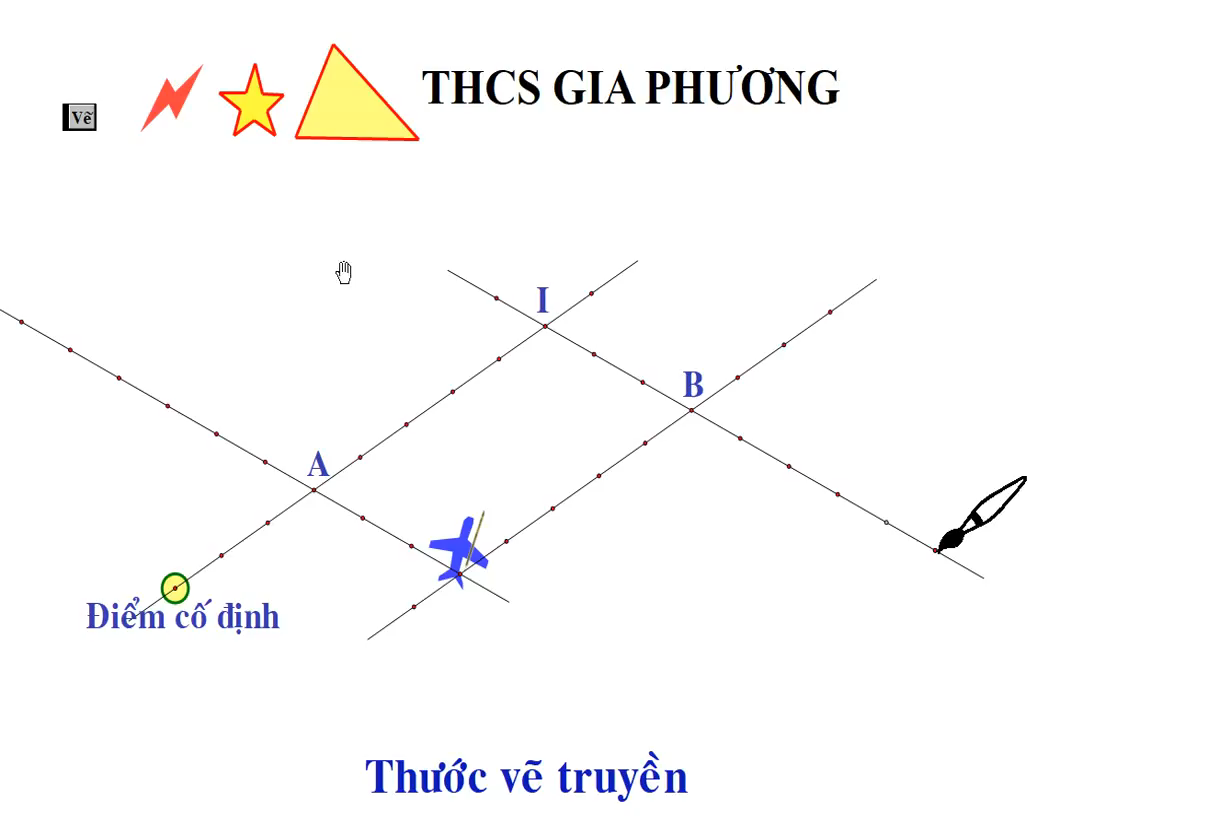 THCS GIA PHƯƠNG
Vẽ
I
B
A
Điểm cố định
Thước vẽ truyền